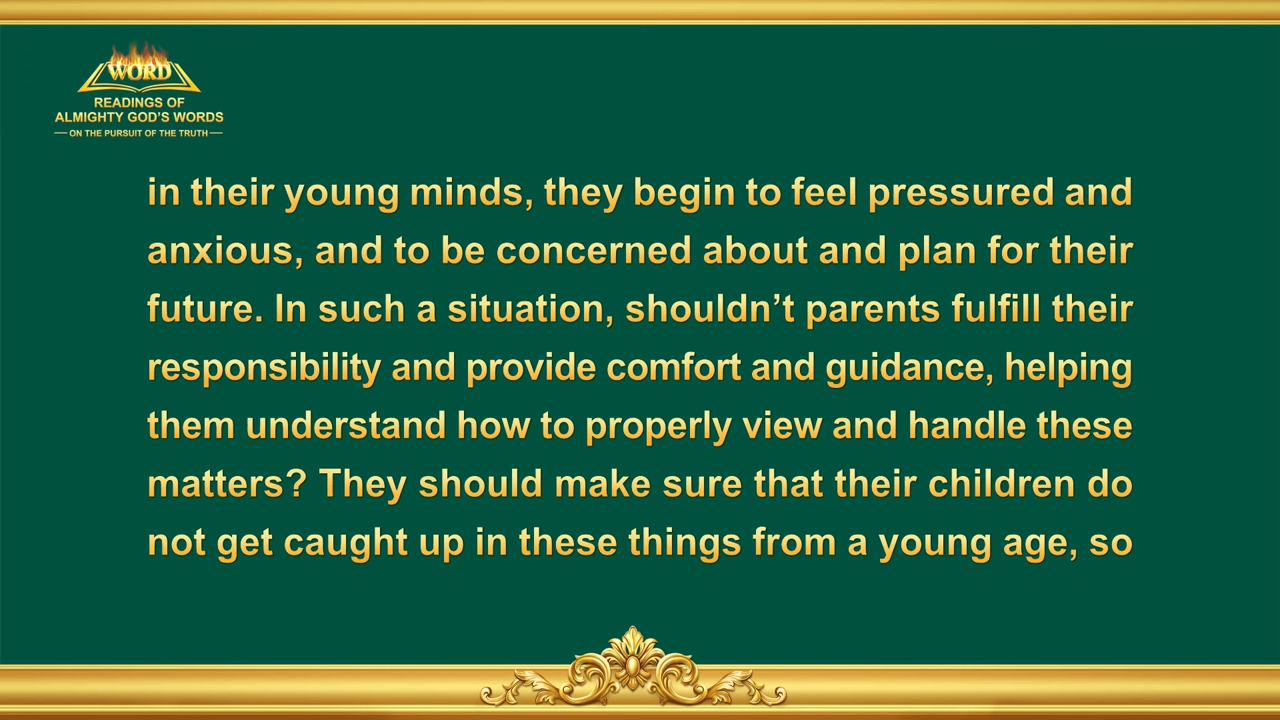 WORD
READINGS OF
ALMIGHTY GOD'S WORDS
ON THE PURSUIT OF THE TRUTH
in their young minds, they begin to feel pressured and
anxious, and to be concerned about and plan for their
future. In such a situation, shouldn’t parents fulfill their
responsibility and provide comfort and guidance, helping
them understand how to properly view and handle these
matters? They should make sure that their children do
not get caught up in these things from a young age, so